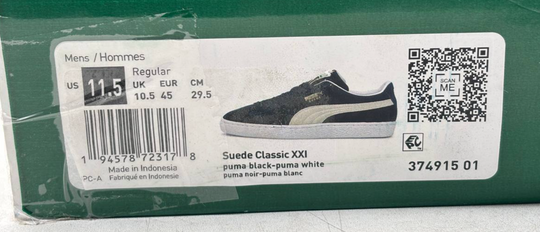 Mens / Hommes
Regular
US 11.5 UK EUR CM
10.5 45 29.5
SCAN ME
1 94578 72317 8
Made in Indonesia
PC-A Fabriqué en Indonésie
Suede Classic XXI
puma black-puma white
puma noir-puma blanc
374915 01